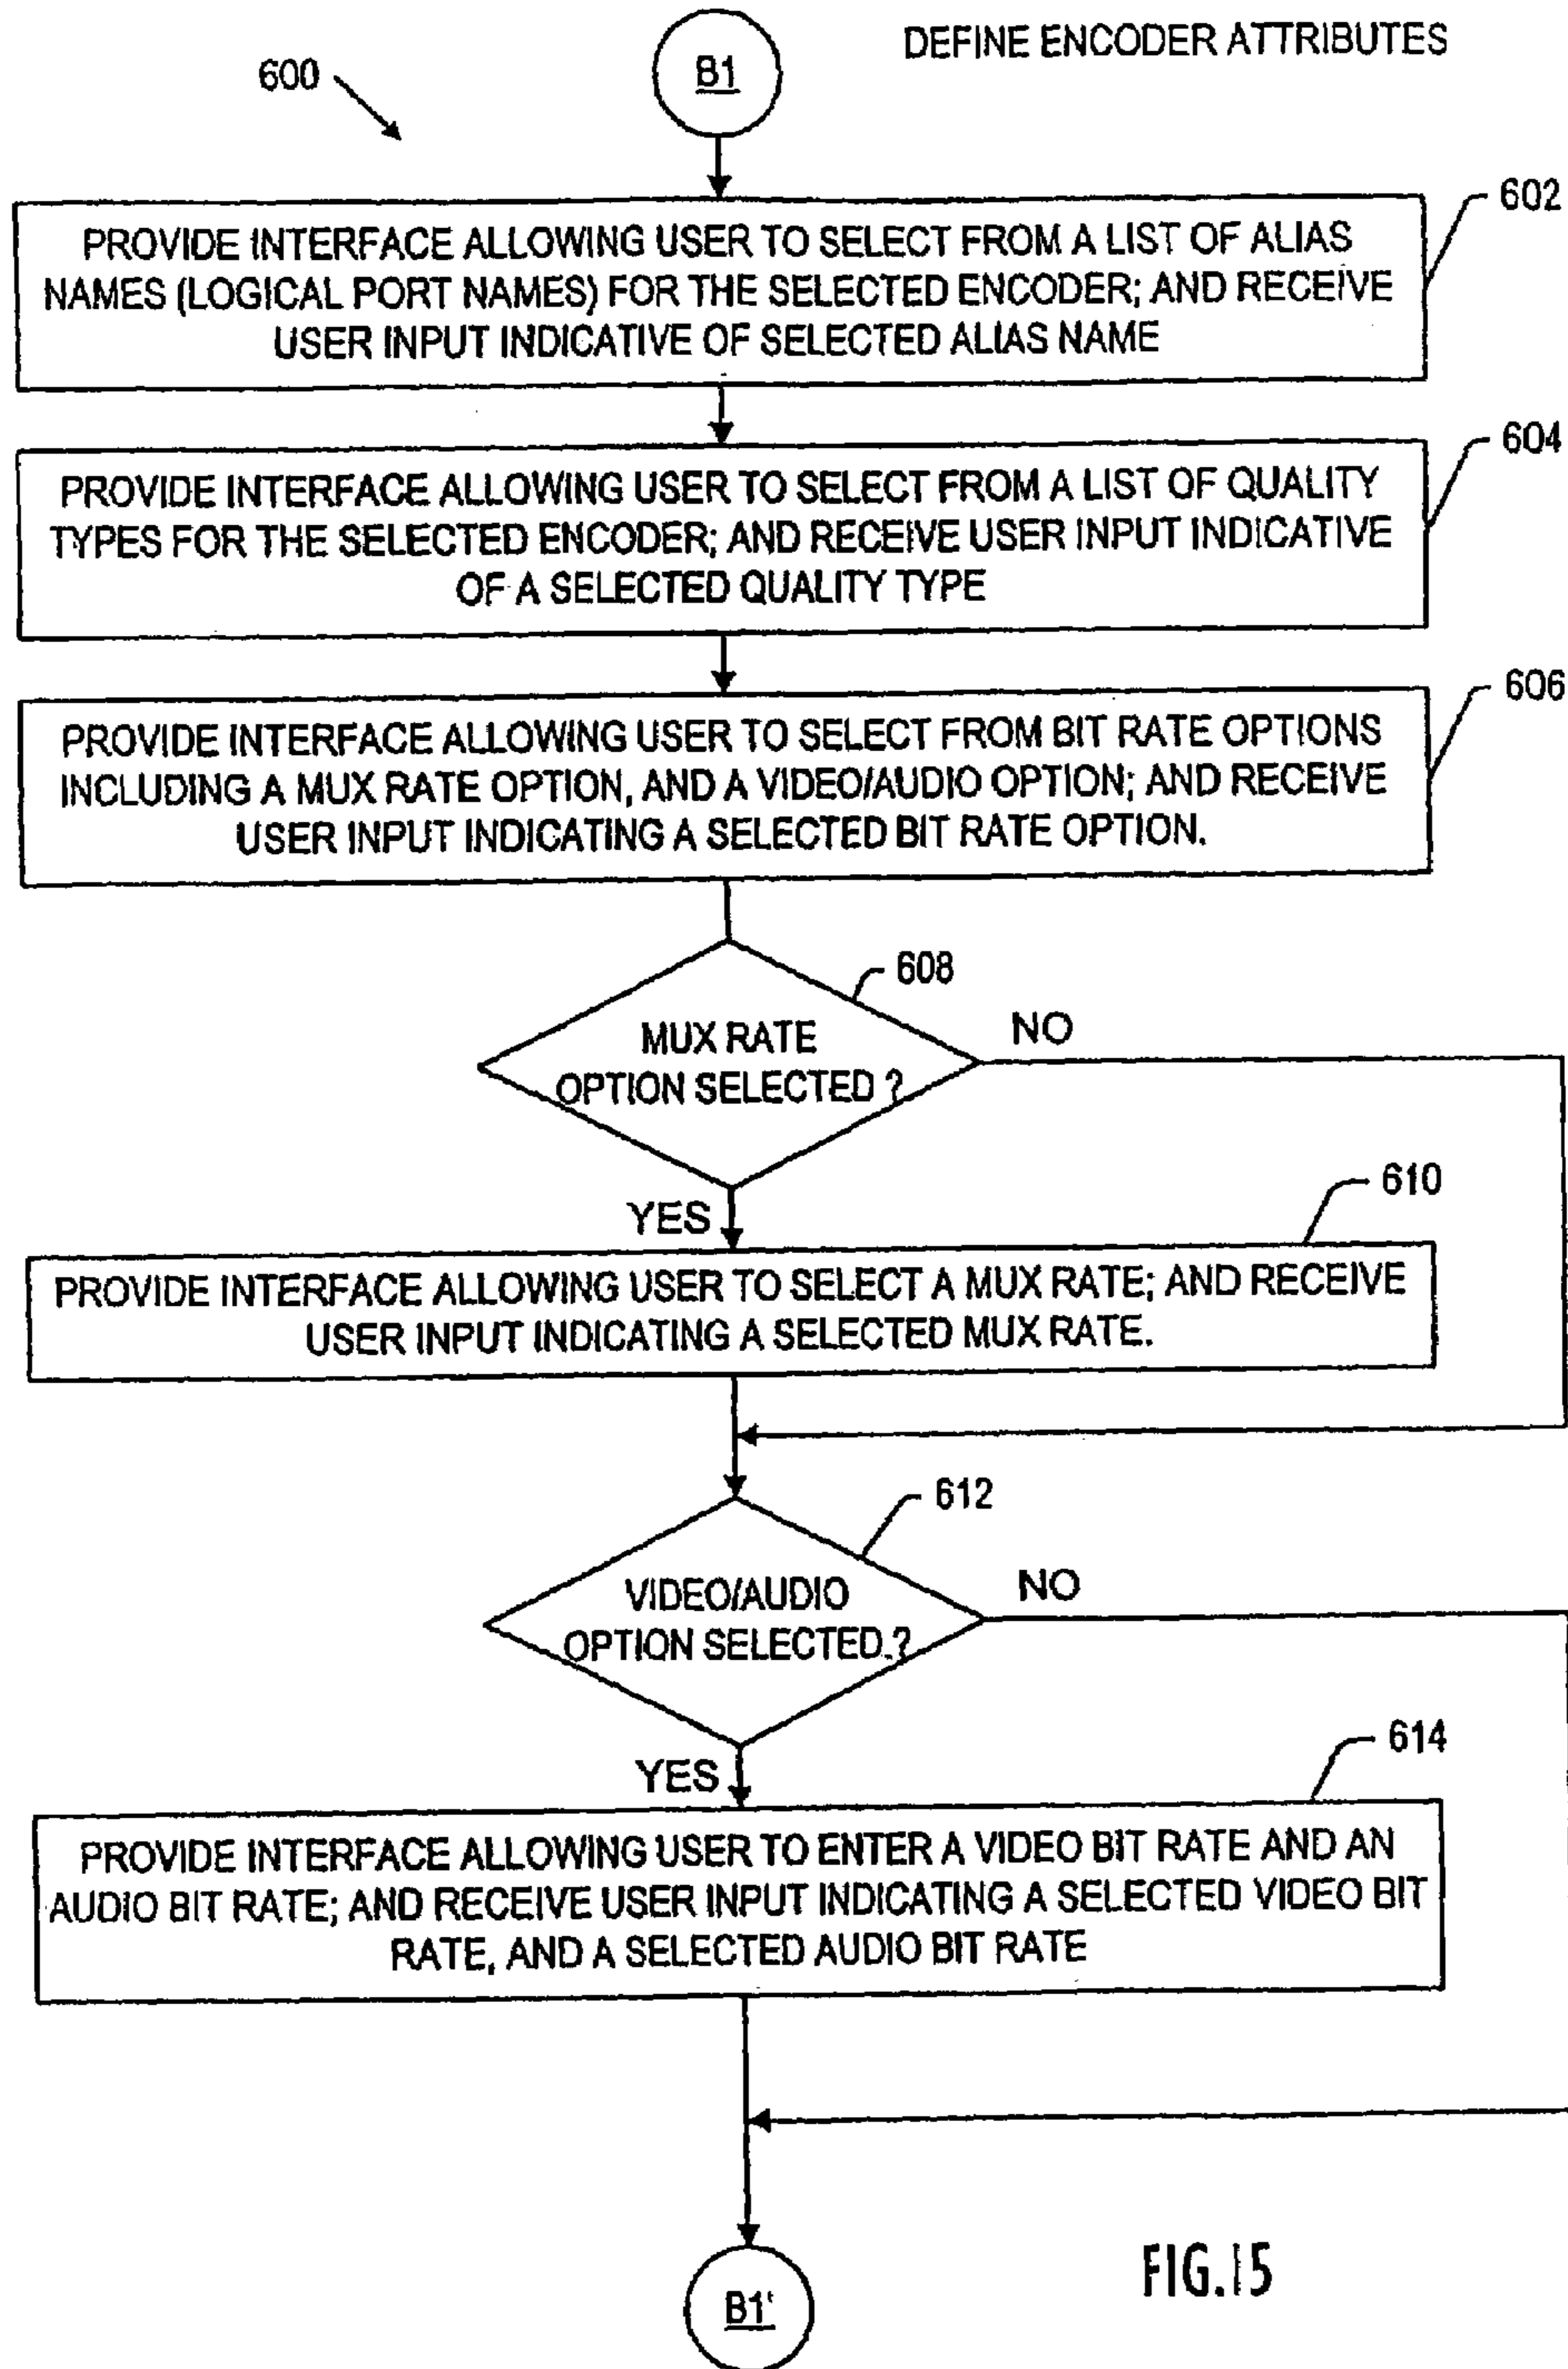 DEFINE ENCODER ATTRIBUTES
600
B1
602
PROVIDE INTERFACE ALLOWING USER TO SELECT FROM A LIST OF ALIAS
NAMES (LOGICAL PORT NAMES) FOR THE SELECTED ENCODER; AND RECEIVE
USER INPUT INDICATIVE OF SELECTED ALIAS NAME
604
PROVIDE INTERFACE ALLOWING USER TO SELECT FROM A LIST OF QUALITY
TYPES FOR THE SELECTED ENCODER; AND RECEIVE USER INPUT INDICATIVE
OF A SELECTED QUALITY TYPE
606
PROVIDE INTERFACE ALLOWING USER TO SELECT FROM BIT RATE OPTIONS
INCLUDING A MUX RATE OPTION, AND A VIDEO/AUDIO OPTION; AND RECEIVE
USER INPUT INDICATING A SELECTED BIT RATE OPTION.
608
MUX RATE
OPTION SELECTED ?
NO
YES
610
PROVIDE INTERFACE ALLOWING USER TO SELECT A MUX RATE; AND RECEIVE
USER INPUT INDICATING A SELECTED MUX RATE.
612
VIDEO/AUDIO
OPTION SELECTED.?
NO
YES
614
PROVIDE INTERFACE ALLOWING USER TO ENTER A VIDEO BIT RATE AND AN
AUDIO BIT RATE; AND RECEIVE USER INPUT INDICATING A SELECTED VIDEO BIT
RATE, AND A SELECTED AUDIO BIT RATE
B1'
FIG.15